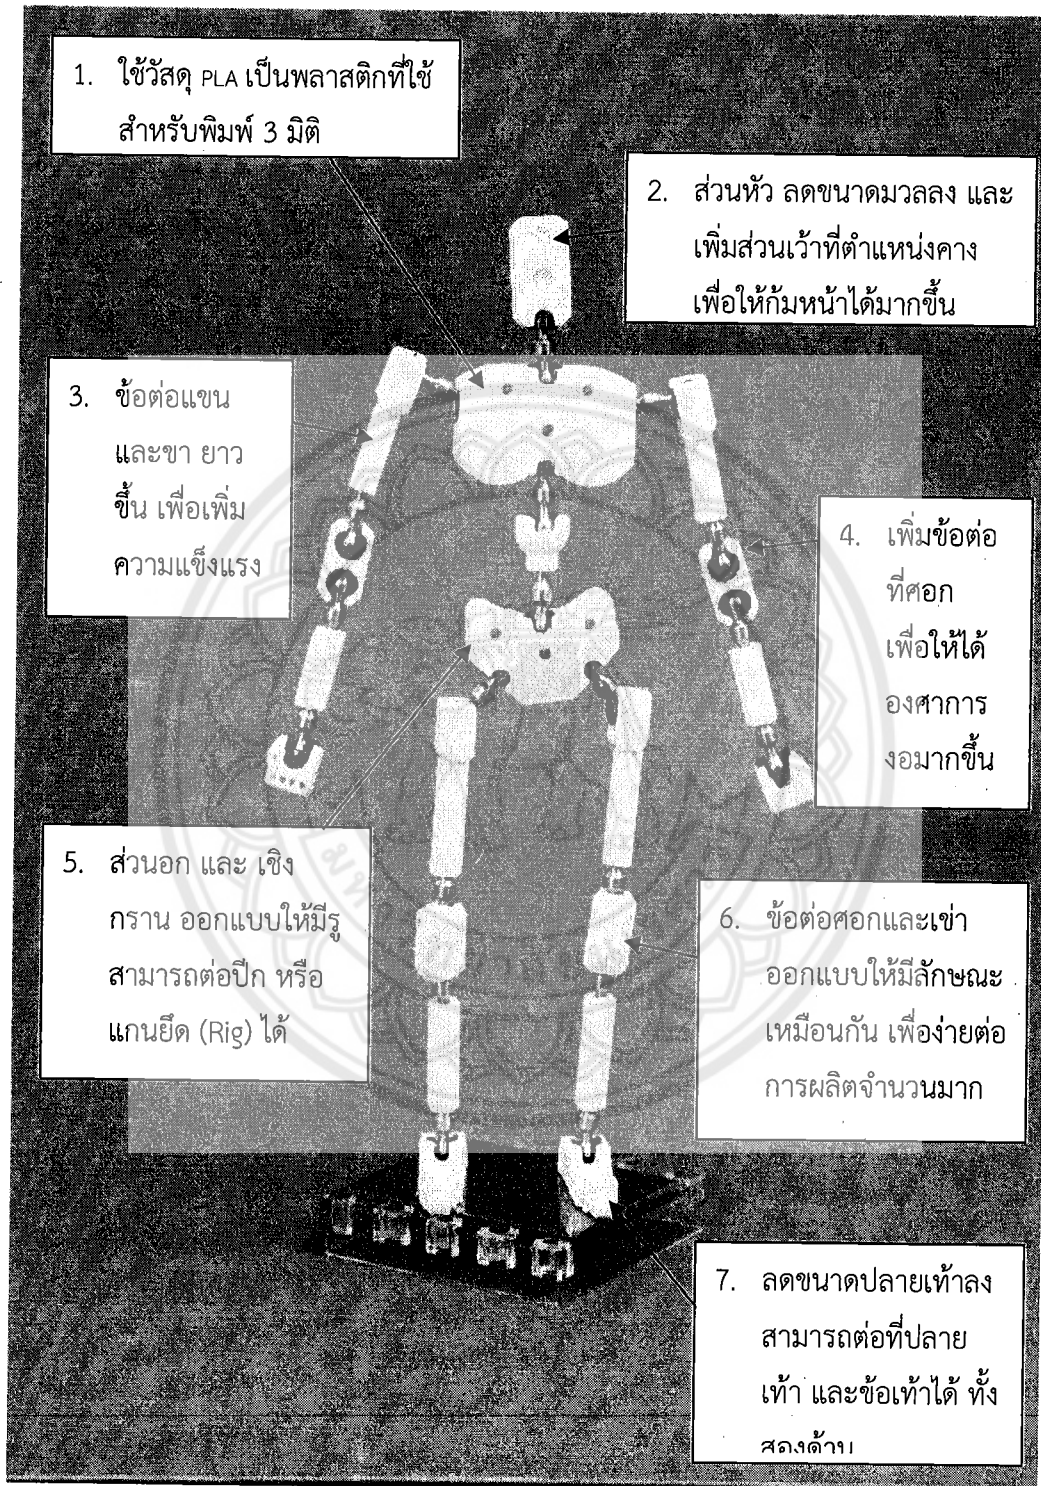 1. ใช้วัสดุ PLA เป็นพลาสติกที่ใช้
สำหรับพิมพ์ 3 มิติ
2. ส่วนหัว ลดขนาดมวลลง และ
เพิ่มส่วนเว้าที่ตำแหน่งคาง
เพื่อให้ก้มหน้าได้มากขึ้น
3. ข้อต่อแขน
และขา ยาว
ขึ้น เพื่อเพิ่ม
ความแข็งแรง
4. เพิ่มข้อต่อ
ที่ศอก
เพื่อให้ได้
องศาการ
งอมากขึ้น
5. ส่วนอก และ เชิง
กราน ออกแบบให้มีรู
สามารถต่อปีก หรือ
แกนยึด (Rig) ได้
6. ข้อต่อศอกและเข่า
ออกแบบให้มีลักษณะ
เหมือนกัน เพื่อง่ายต่อ
การผลิตจำนวนมาก
7. ลดขนาดปลายเท้าลง
สามารถต่อที่ปลาย
เท้า และข้อเท้าได้ ทั้ง
สองด้าน